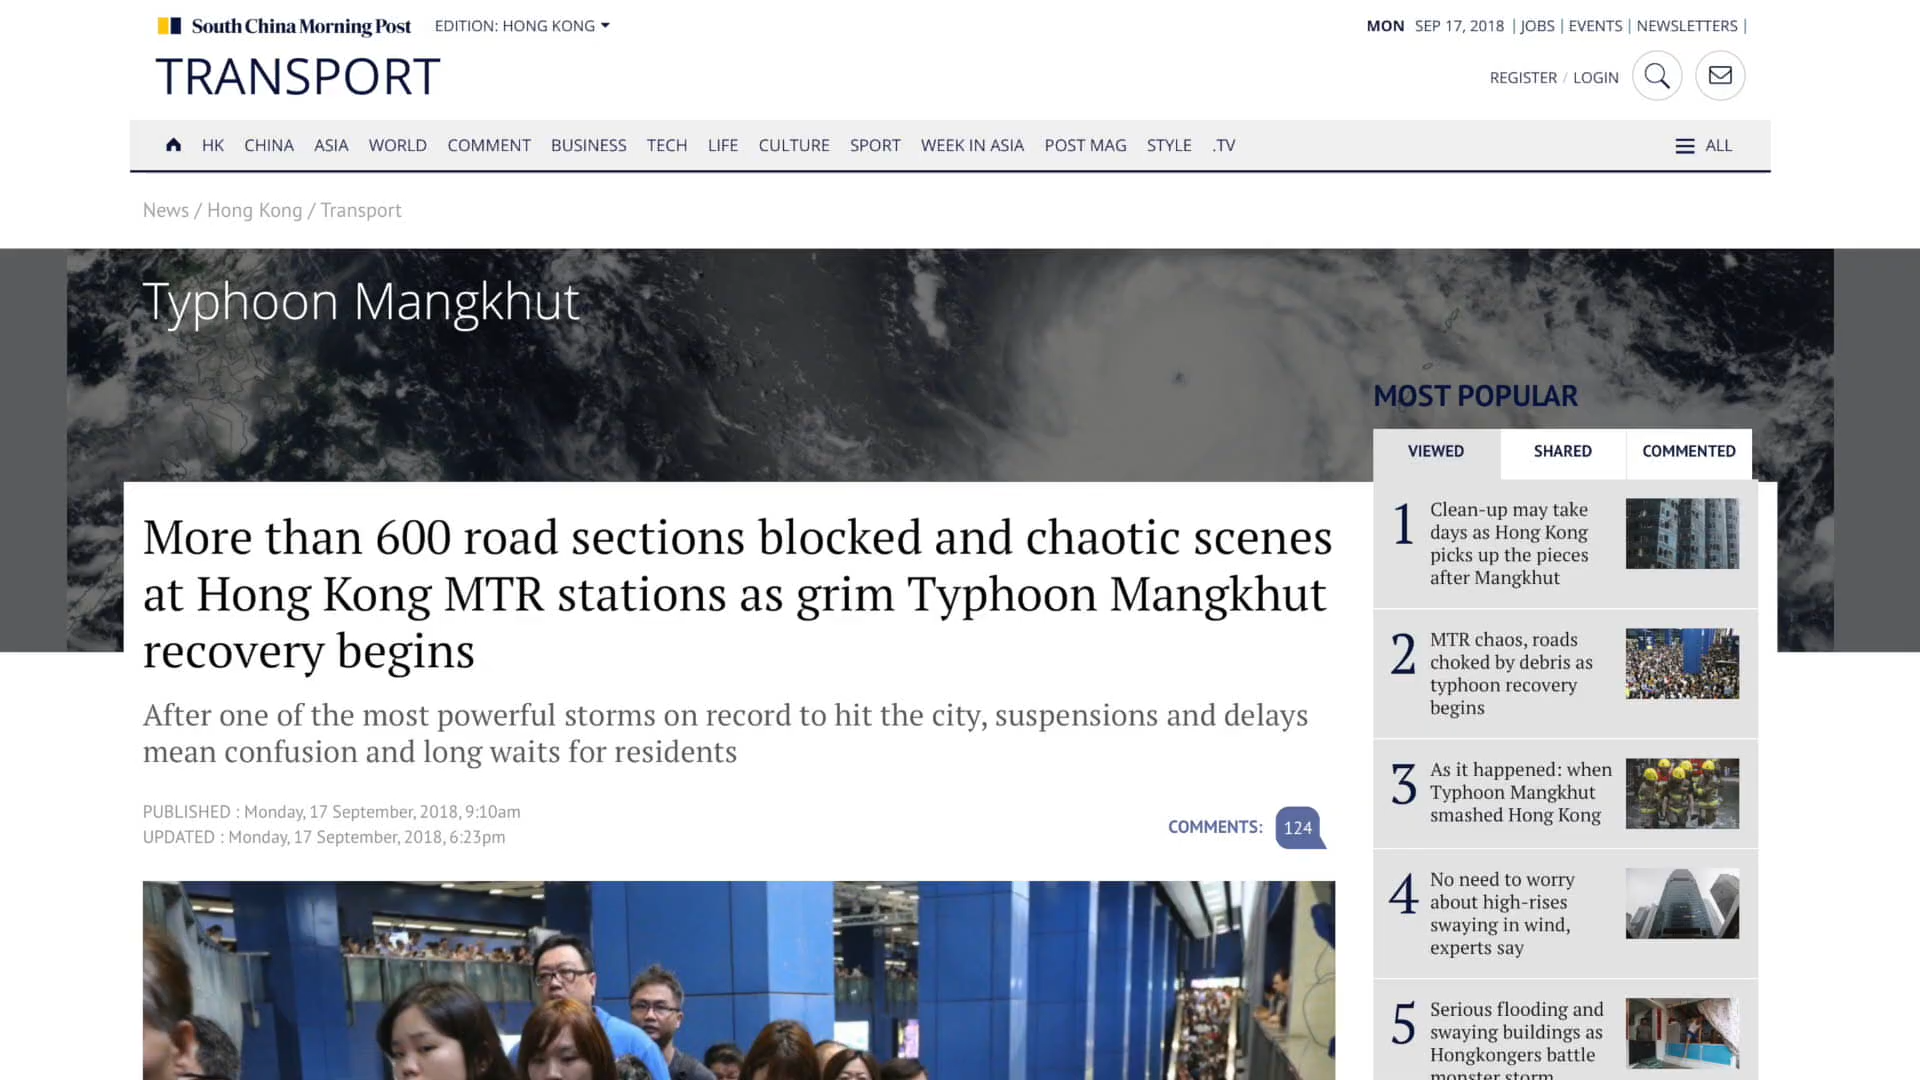 South China Morning Post
EDITION: HONG KONG
MON SEP 17, 2018 | JOBS | EVENTS | NEWSLETTERS |
TRANSPORT
REGISTER / LOGIN
HK CHINA ASIA WORLD COMMENT BUSINESS TECH LIFE CULTURE SPORT WEEK IN ASIA POST MAG STYLE .TV
ALL
News / Hong Kong / Transport
Typhoon Mangkhut
More than 600 road sections blocked and chaotic scenes
at Hong Kong MTR stations as grim Typhoon Mangkhut
recovery begins
After one of the most powerful storms on record to hit the city, suspensions and delays
mean confusion and long waits for residents
PUBLISHED : Monday, 17 September, 2018, 9:10am
UPDATED : Monday, 17 September, 2018, 6:23pm
COMMENTS: 124
MOST POPULAR
VIEWED SHARED COMMENTED
1 Clean-up may take
days as Hong Kong
picks up the pieces
after Mangkhut
2 MTR chaos, roads
choked by debris as
typhoon recovery
begins
3 As it happened: when
Typhoon Mangkhut
smashed Hong Kong
4 No need to worry
about high-rises
swaying in wind,
experts say
5 Serious flooding and
swaying buildings as
Hongkongers battle
monster storm